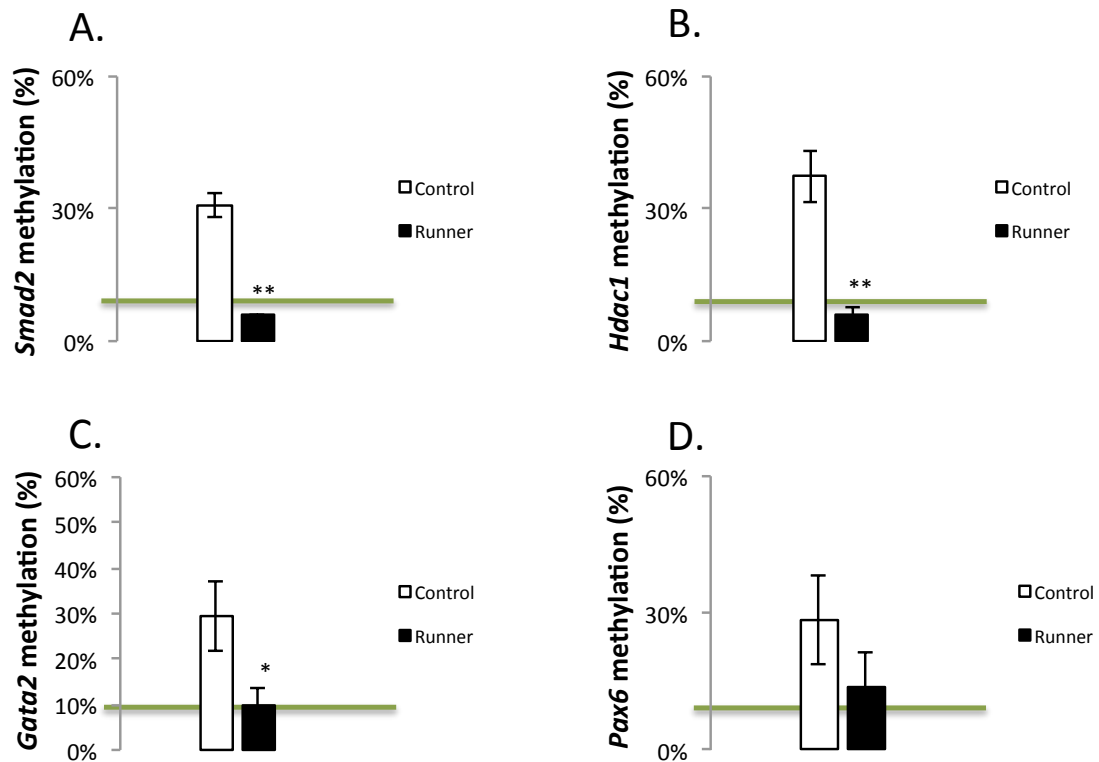 A.
Smad2 methylation (%)
60%
30%
0%
**
Control
Runner
B.
Hdac1 methylation (%)
60%
30%
0%
**
Control
Runner
C.
Gata2 methylation (%)
60%
50%
40%
30%
20%
10%
0%
*
Control
Runner
D.
Pax6 methylation (%)
60%
30%
0%
Control
Runner